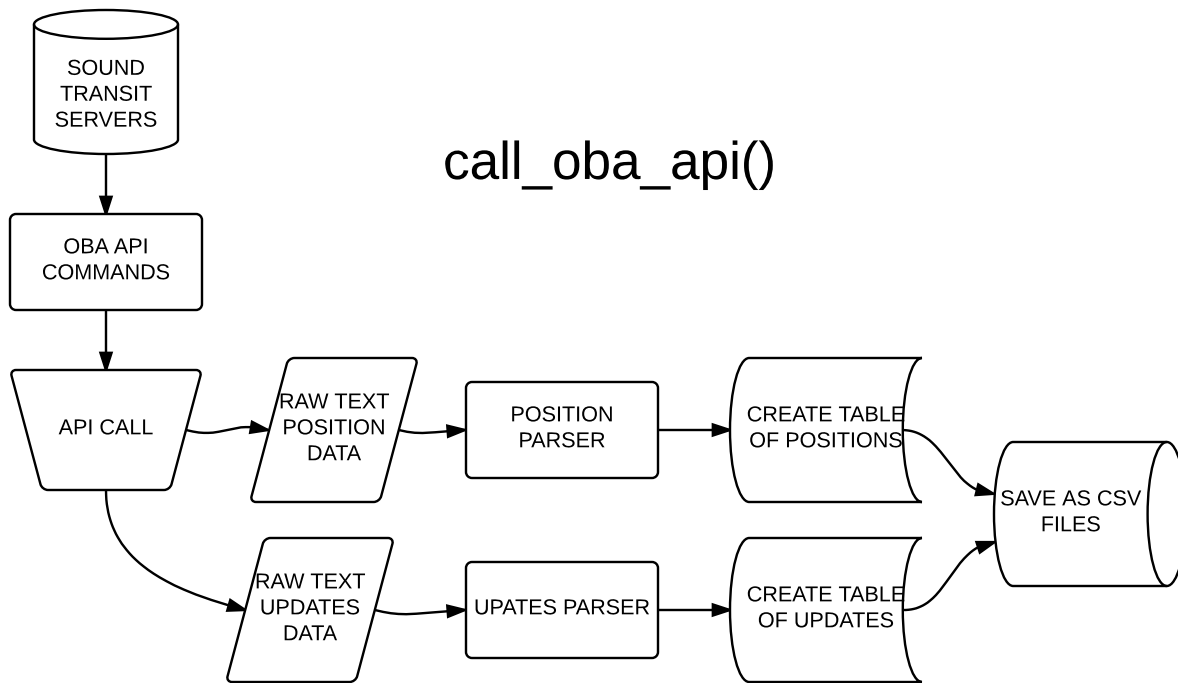 SOUND
TRANSIT
SERVERS
call_oba_api()
OBA API
COMMANDS
API CALL
RAW TEXT
POSITION
DATA
POSITION
PARSER
CREATE TABLE
OF POSITIONS
SAVE AS CSV
FILES
RAW TEXT
UPDATES
DATA
UPATES PARSER
CREATE TABLE
OF UPDATES